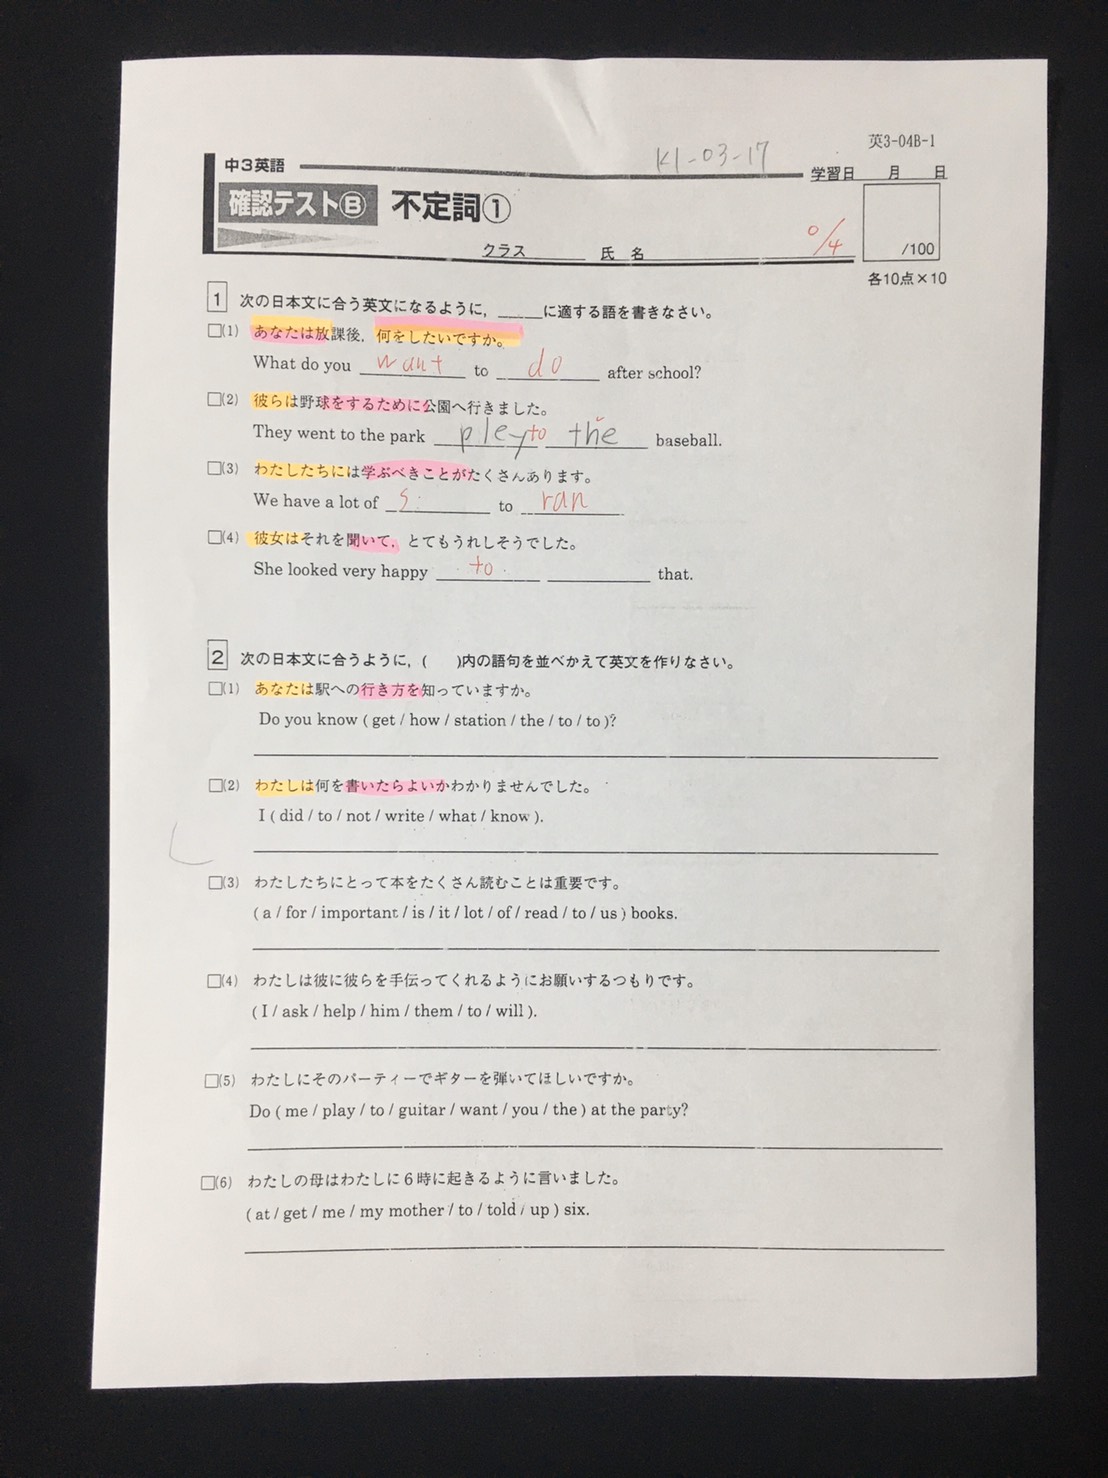 英3-04B-1
K1-03-17
中3英語
学習日 月 日
確認テストⒷ 不定詞①
0/4
/100
クラス 氏 名
各10点×10
1 次の日本文に合う英文になるように，____に適する語を書きなさい。
□(1) あなたは放課後，何をしたいですか。
What do you want to do after school?
□(2) 彼らは野球をするために公園へ行きました。
They went to the park pley to the baseball.
□(3) わたしたちには学ぶべきことがたくさんあります。
We have a lot of s to ran
□(4) 彼女はそれを聞いて，とてもうれしそうでした。
She looked very happy to ____ that.
2 次の日本文に合うように，( )内の語句を並べかえて英文を作りなさい。
□(1) あなたは駅への行き方を知っていますか。
Do you know ( get / how / station / the / to / to )?
□(2) わたしは何を書いたらよいかわかりませんでした。
I ( did / to / not / write / what / know ).
□(3) わたしたちにとって本をたくさん読むことは重要です。
( a / for / important / is / it / lot / of / read / to / us ) books.
□(4) わたしは彼に彼らを手伝ってくれるようにお願いするつもりです。
( I / ask / help / him / them / to / will ).
□(5) わたしにそのパーティーでギターを弾いてほしいですか。
Do ( me / play / to / guitar / want / you / the ) at the party?
□(6) わたしの母はわたしに６時に起きるように言いました。
( at / get / me / my mother / to / told / up ) six.